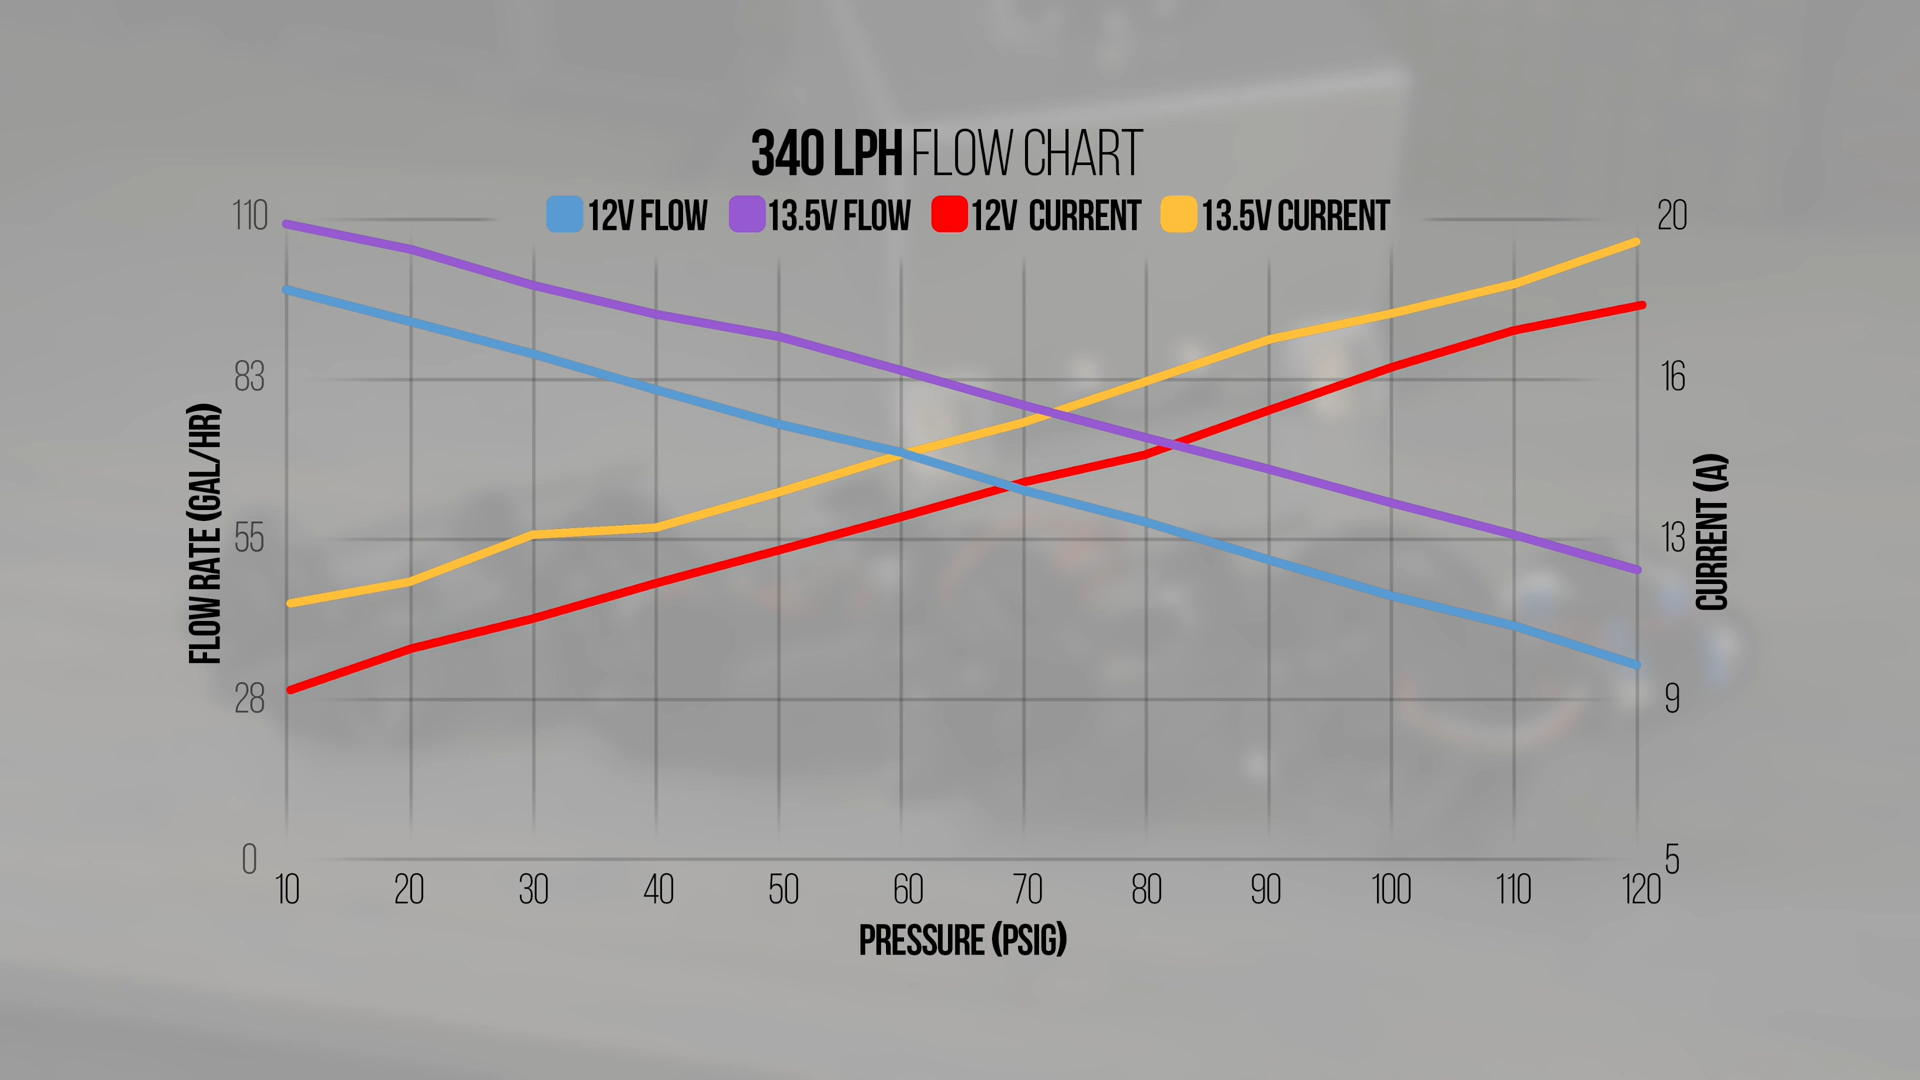 340 LPH FLOW CHART
12V FLOW 13.5V FLOW 12V CURRENT 13.5V CURRENT
110
83
55
28
0
FLOW RATE (GAL/HR)
20
16
13
9
5
CURRENT (A)
10 20 30 40 50 60 70 80 90 100 110 120
PRESSURE (PSIG)